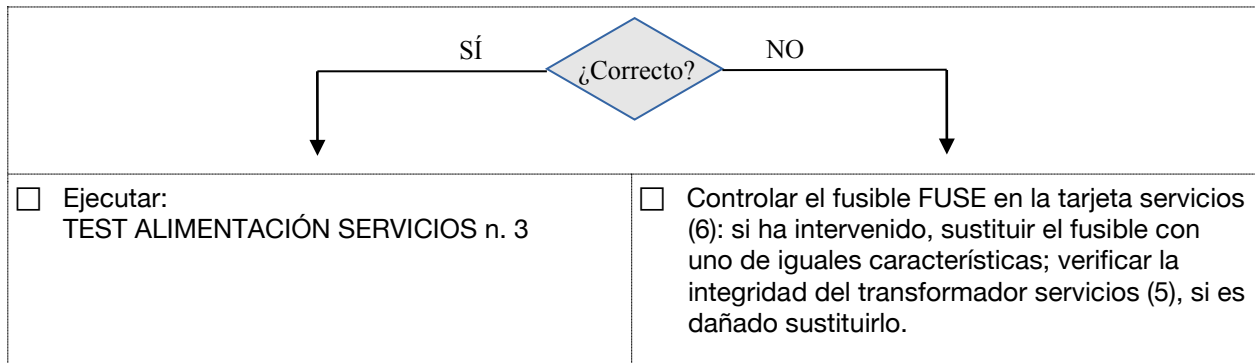 SÍ
¿Correcto?
NO
☐ Ejecutar:
TEST ALIMENTACIÓN SERVICIOS n. 3
☐ Controlar el fusible FUSE en la tarjeta servicios
(6): si ha intervenido, sustituir el fusible con
uno de iguales características; verificar la
integridad del transformador servicios (5), si es
dañado sustituirlo.